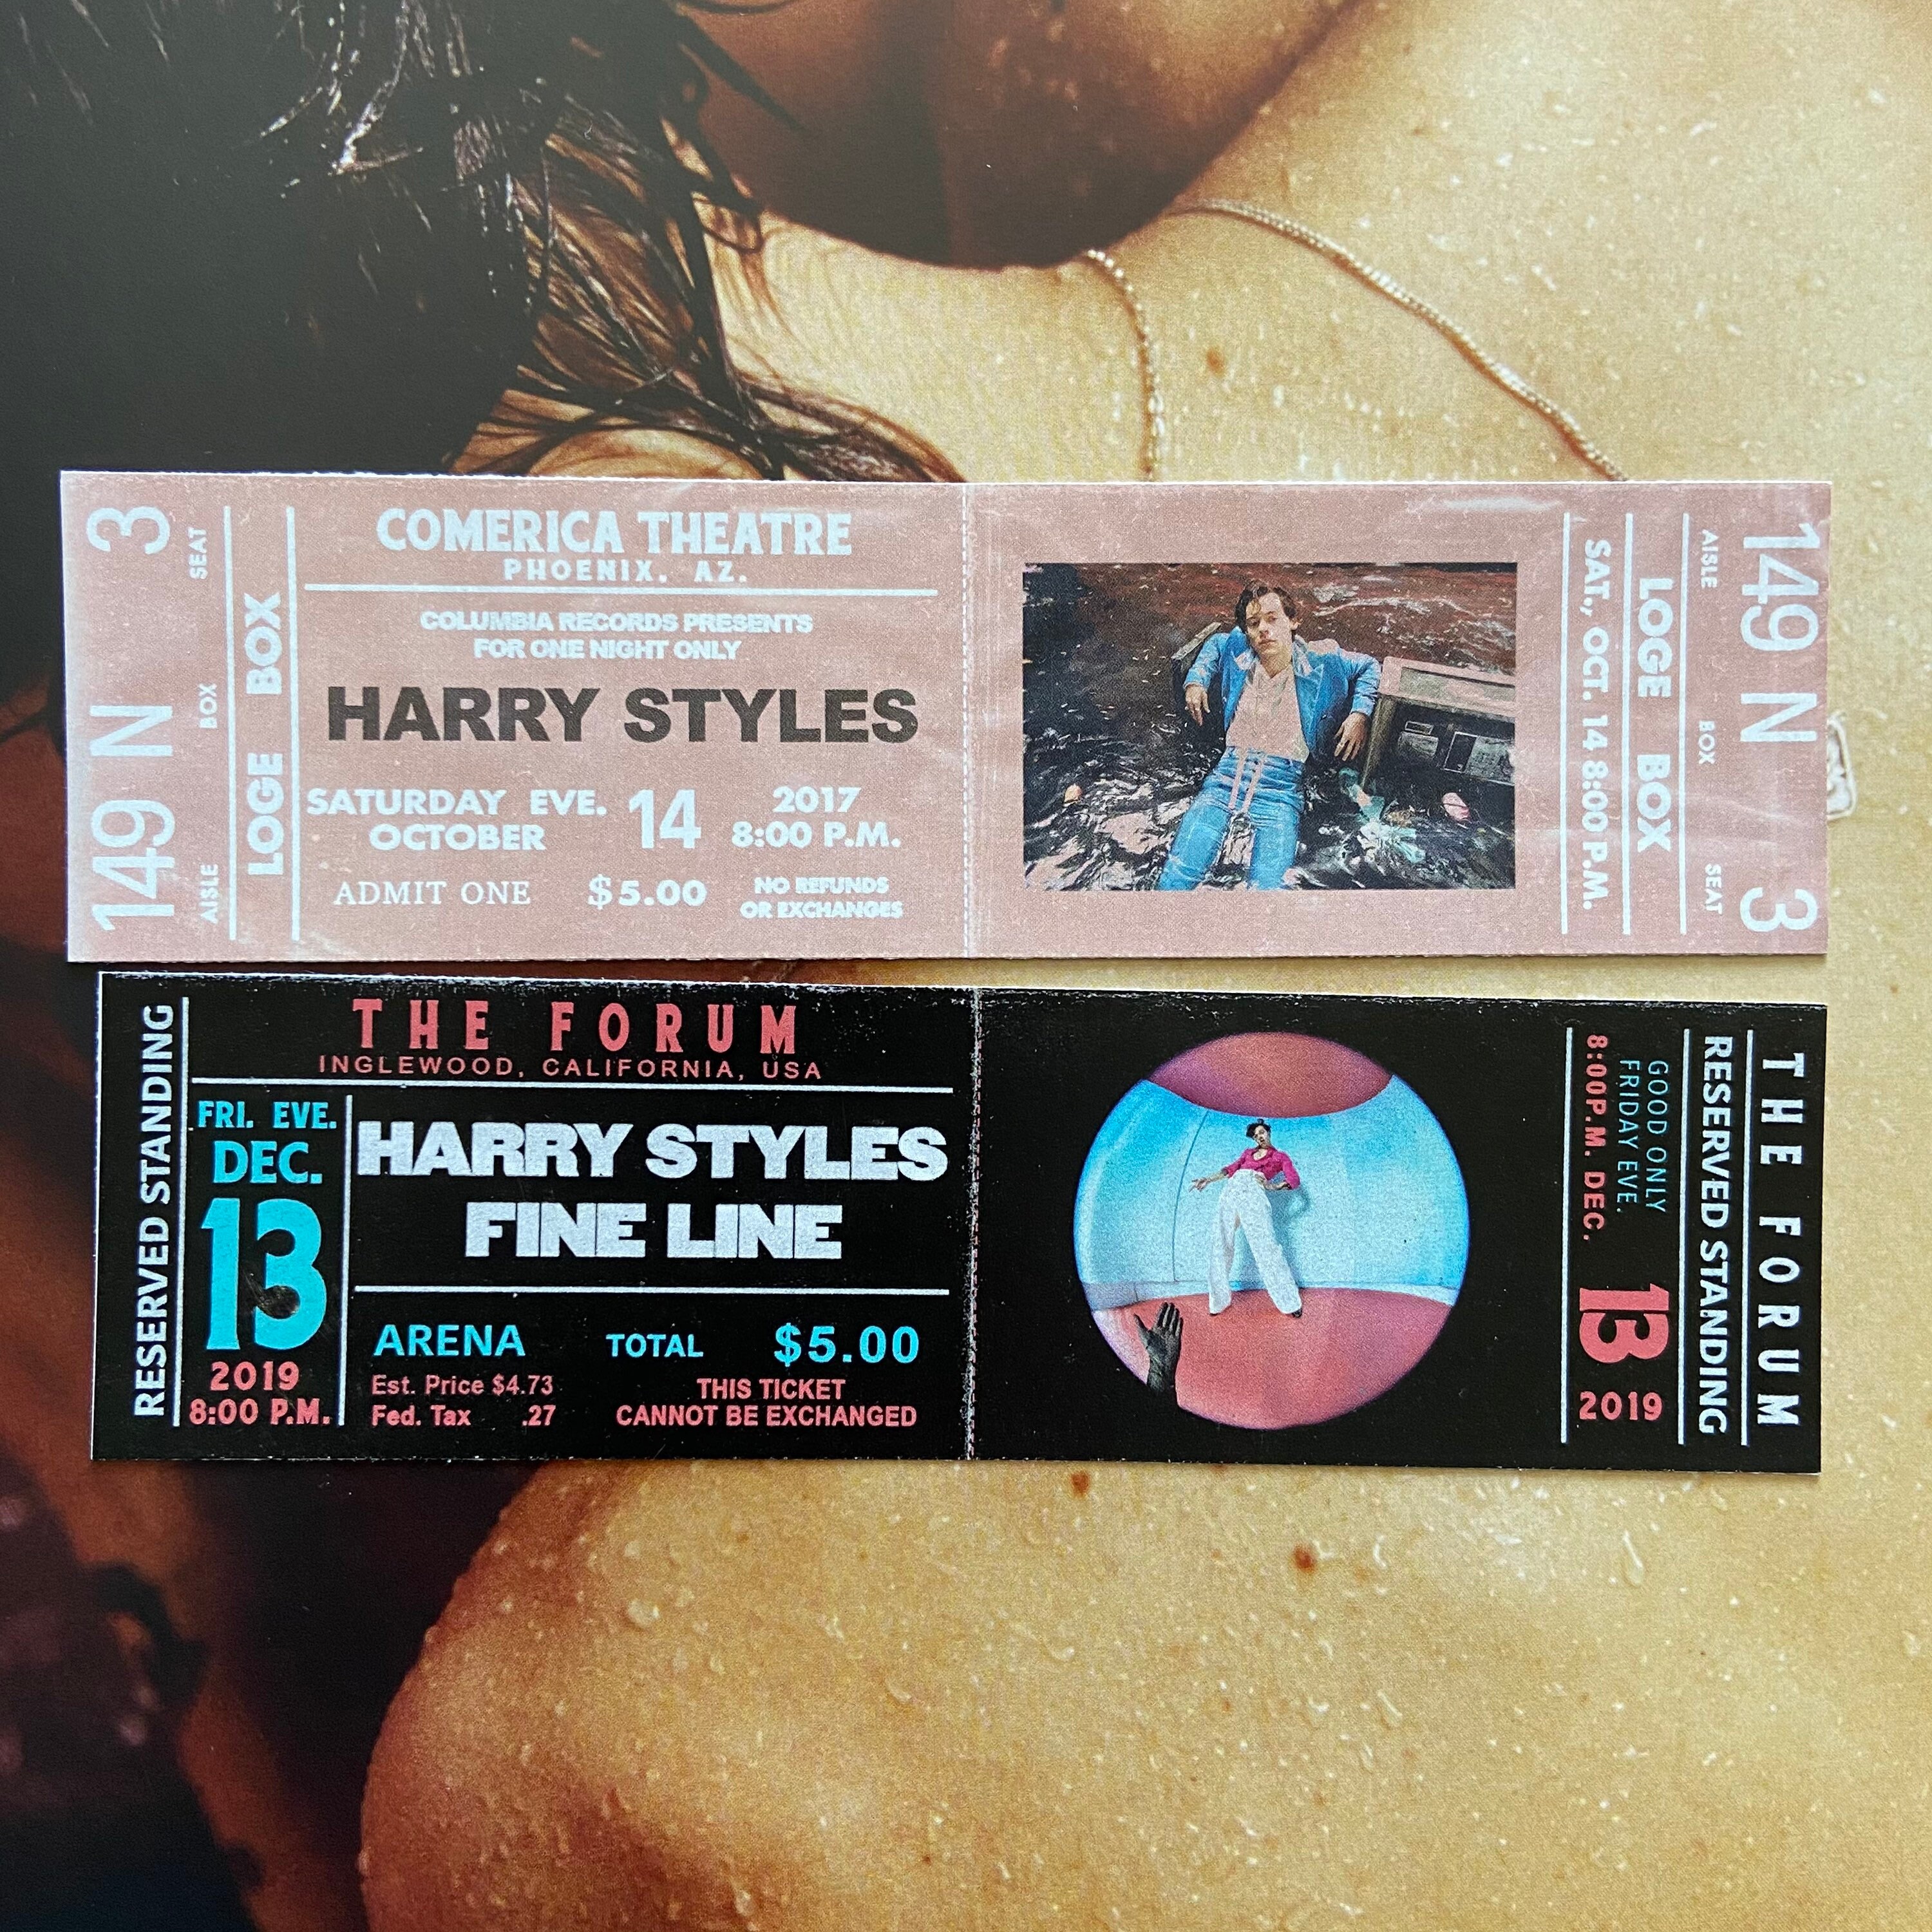 149 N 3
AISLE BOX SEAT
LOGE BOX
COMERICA THEATRE
PHOENIX, AZ.
COLUMBIA RECORDS PRESENTS
FOR ONE NIGHT ONLY
HARRY STYLES
SATURDAY EVE.
OCTOBER
14
2017
8:00 P.M.
ADMIT ONE
$5.00
NO REFUNDS
OR EXCHANGES
SAT., OCT. 14 8:00 P.M.
LOGE BOX
AISLE BOX SEAT
149 N 3
RESERVED STANDING
THE FORUM
INGLEWOOD, CALIFORNIA, USA
FRI. EVE.
DEC.
13
2019
8:00 P.M.
HARRY STYLES
FINE LINE
ARENA
TOTAL $5.00
Est. Price $4.73
Fed. Tax .27
THIS TICKET
CANNOT BE EXCHANGED
GOOD ONLY
FRIDAY EVE.
8:00P.M. DEC.
13
2019
RESERVED STANDING
THE FORUM